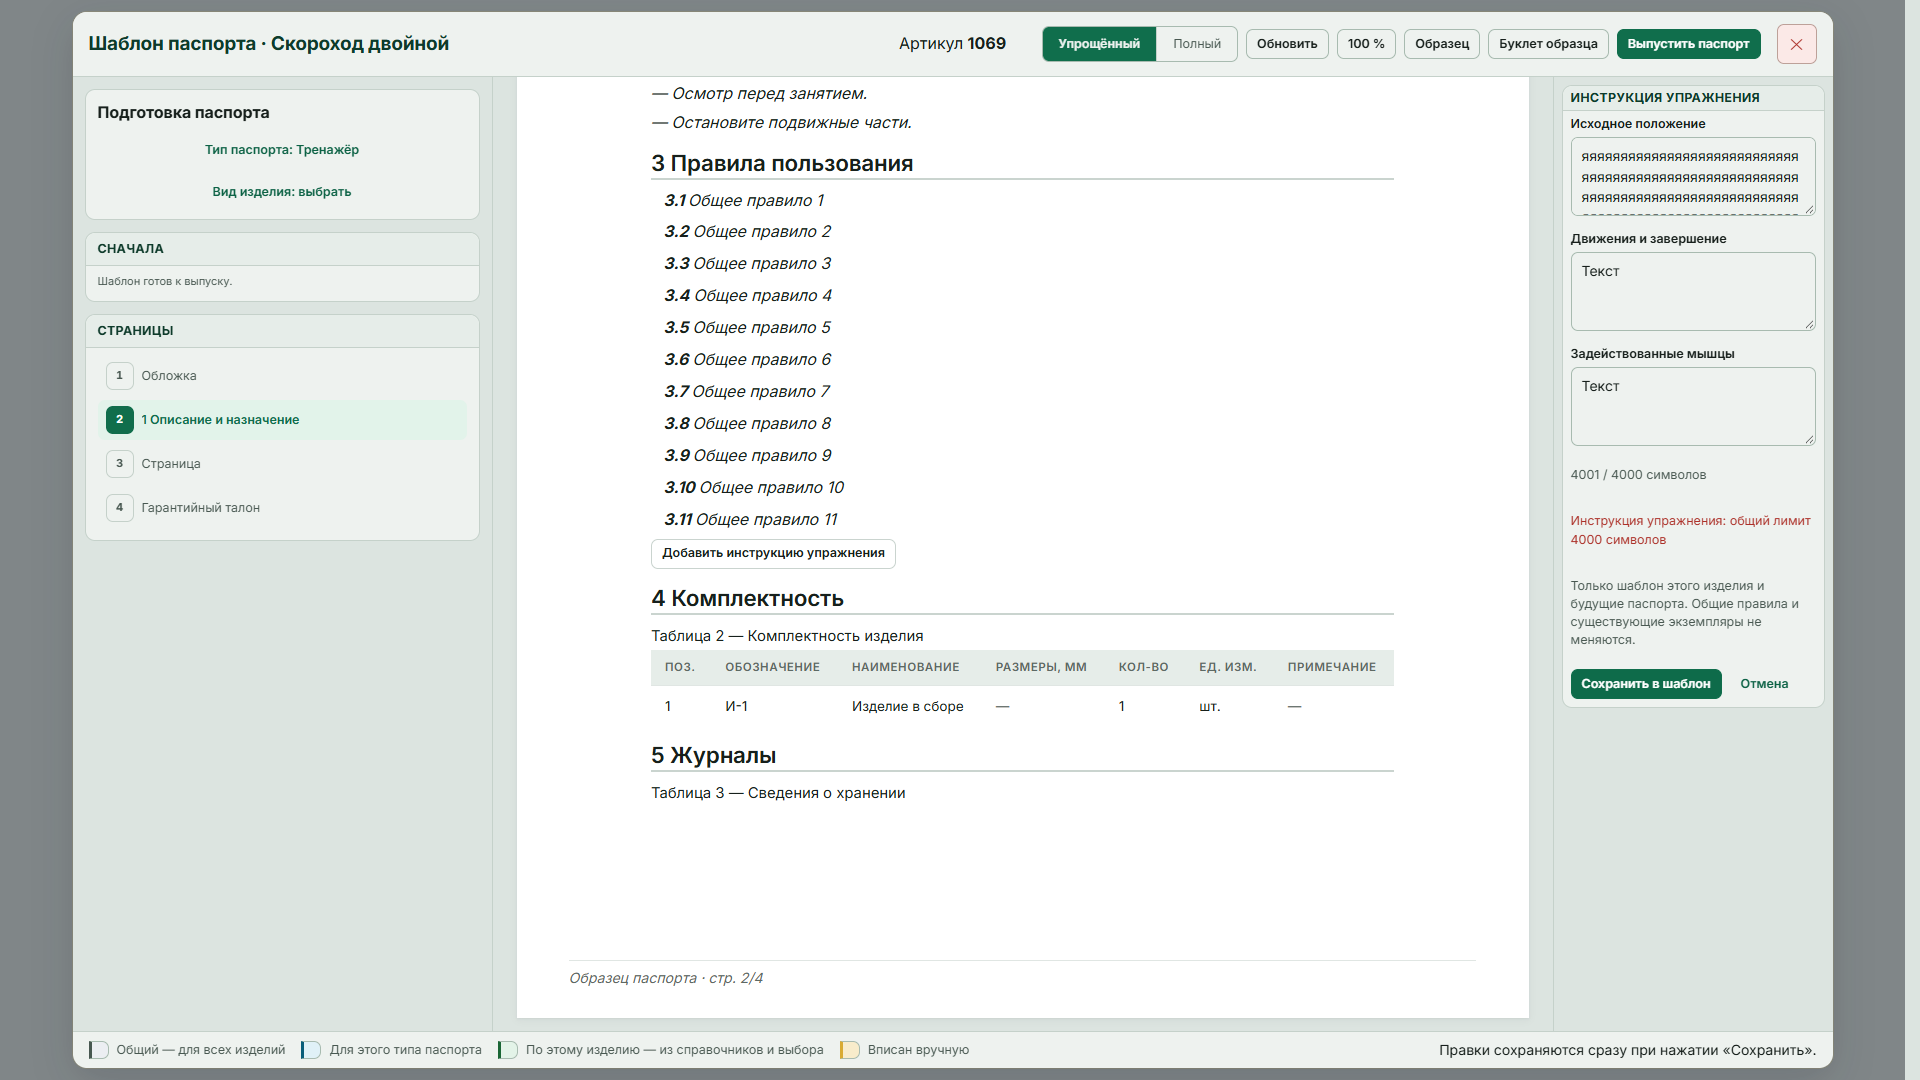 Шаблон паспорта · Скороход двойной
Артикул 1069
Упрощённый
Полный
Обновить
100 %
Образец
Буклет образца
Выпустить паспорт
Подготовка паспорта
Тип паспорта: Тренажёр
Вид изделия: выбрать
СНАЧАЛА
Шаблон готов к выпуску.
СТРАНИЦЫ
1 Обложка
2 1 Описание и назначение
3 Страница
4 Гарантийный талон
— Осмотр перед занятием.
— Остановите подвижные части.
3 Правила пользования
3.1 Общее правило 1
3.2 Общее правило 2
3.3 Общее правило 3
3.4 Общее правило 4
3.5 Общее правило 5
3.6 Общее правило 6
3.7 Общее правило 7
3.8 Общее правило 8
3.9 Общее правило 9
3.10 Общее правило 10
3.11 Общее правило 11
Добавить инструкцию упражнения
4 Комплектность
Таблица 2 — Комплектность изделия
ПОЗ. ОБОЗНАЧЕНИЕ НАИМЕНОВАНИЕ РАЗМЕРЫ, ММ КОЛ-ВО ЕД. ИЗМ. ПРИМЕЧАНИЕ
1 И-1 Изделие в сборе — 1 шт. —
5 Журналы
Таблица 3 — Сведения о хранении
Образец паспорта · стр. 2/4
ИНСТРУКЦИЯ УПРАЖНЕНИЯ
Исходное положение
яяяяяяяяяяяяяяяяяяяяяяяяяяяя
яяяяяяяяяяяяяяяяяяяяяяяяяяяя
яяяяяяяяяяяяяяяяяяяяяяяяяяяя
Движения и завершение
Текст
Задействованные мышцы
Текст
4001 / 4000 символов
Инструкция упражнения: общий лимит
4000 символов
Только шаблон этого изделия и
будущие паспорта. Общие правила и
существующие экземпляры не
меняются.
Сохранить в шаблон
Отмена
Общий — для всех изделий
Для этого типа паспорта
По этому изделию — из справочников и выбора
Вписан вручную
Правки сохраняются сразу при нажатии «Сохранить».